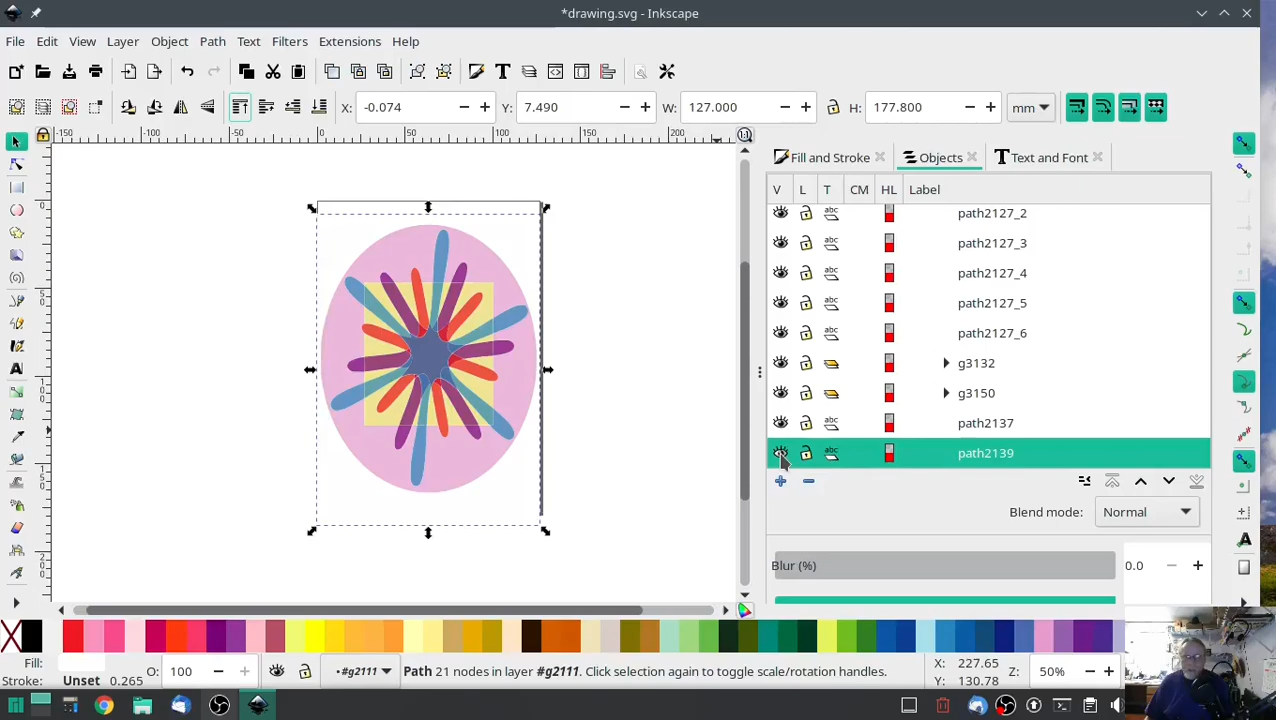 *drawing.svg - Inkscape
File Edit View Layer Object Path Text Filters Extensions Help
X: -0.074 Y: 7.490 W: 127.000 H: 177.800 mm
-150 -100 -50 0 50 100 150 200
Fill and Stroke Objects Text and Font
V L T CM HL Label
path2127_2
path2127_3
path2127_4
path2127_5
path2127_6
g3132
g3150
path2137
path2139
Blend mode: Normal
Blur (%) 0.0
Fill:
Stroke: Unset 0.265
O: 100
•#g2111
Path 21 nodes in layer #g2111. Click selection again to toggle scale/rotation handles.
X: 227.65
Y: 130.78
Z: 50%